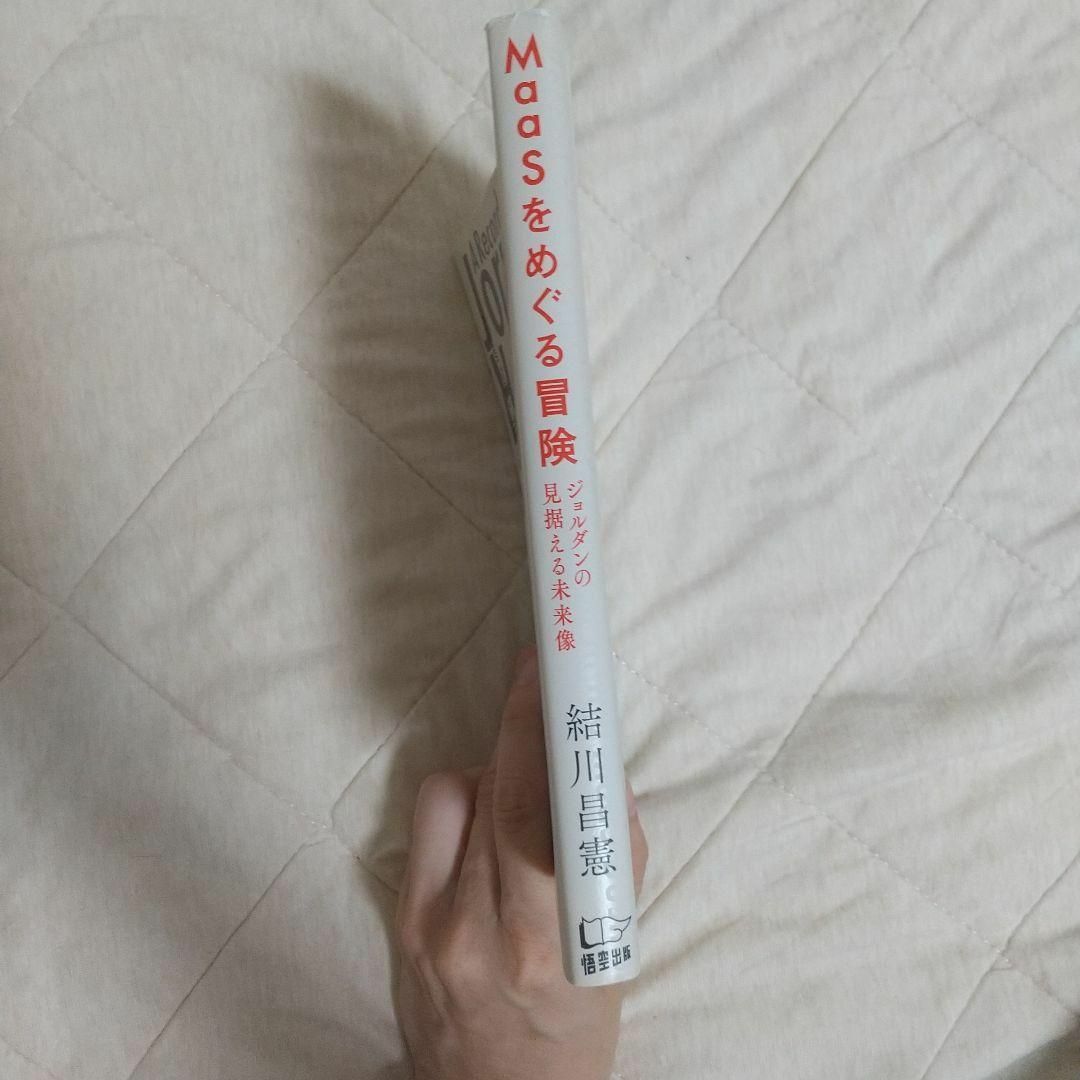 MaaSをめぐる冒険
ジョルダンの
見据える未来像
結川昌憲
悟空出版